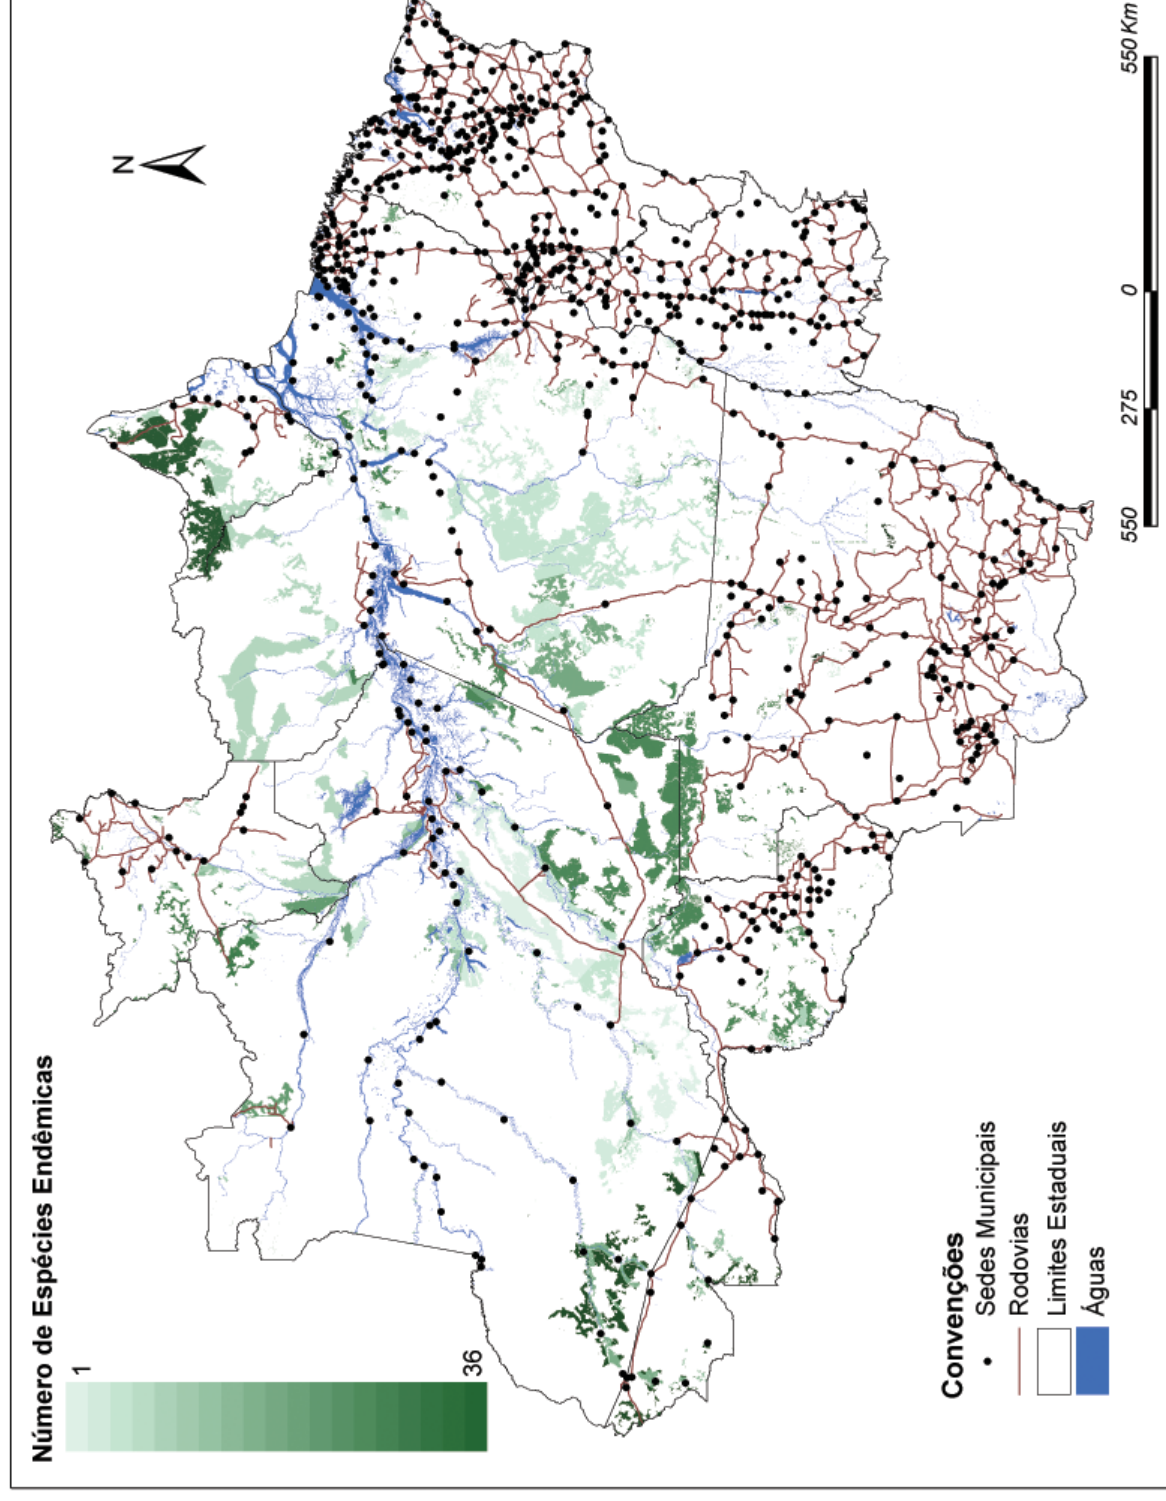 Número de Espécies Endêmicas
1
36
N
Convenções
Sedes Municipais
Rodovias
Limites Estaduais
Águas
550
275
0
550 Km